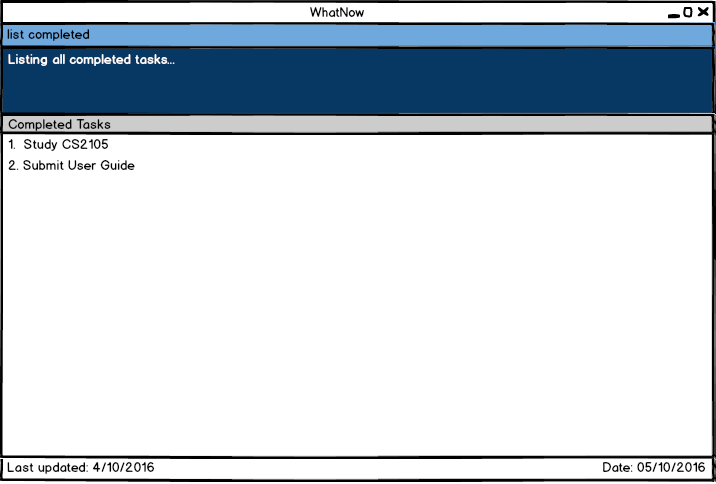 WhatNow
list completed
Listing all completed tasks...
Completed Tasks
1. Study CS2105
2. Submit User Guide
Last updated: 4/10/2016
Date: 05/10/2016